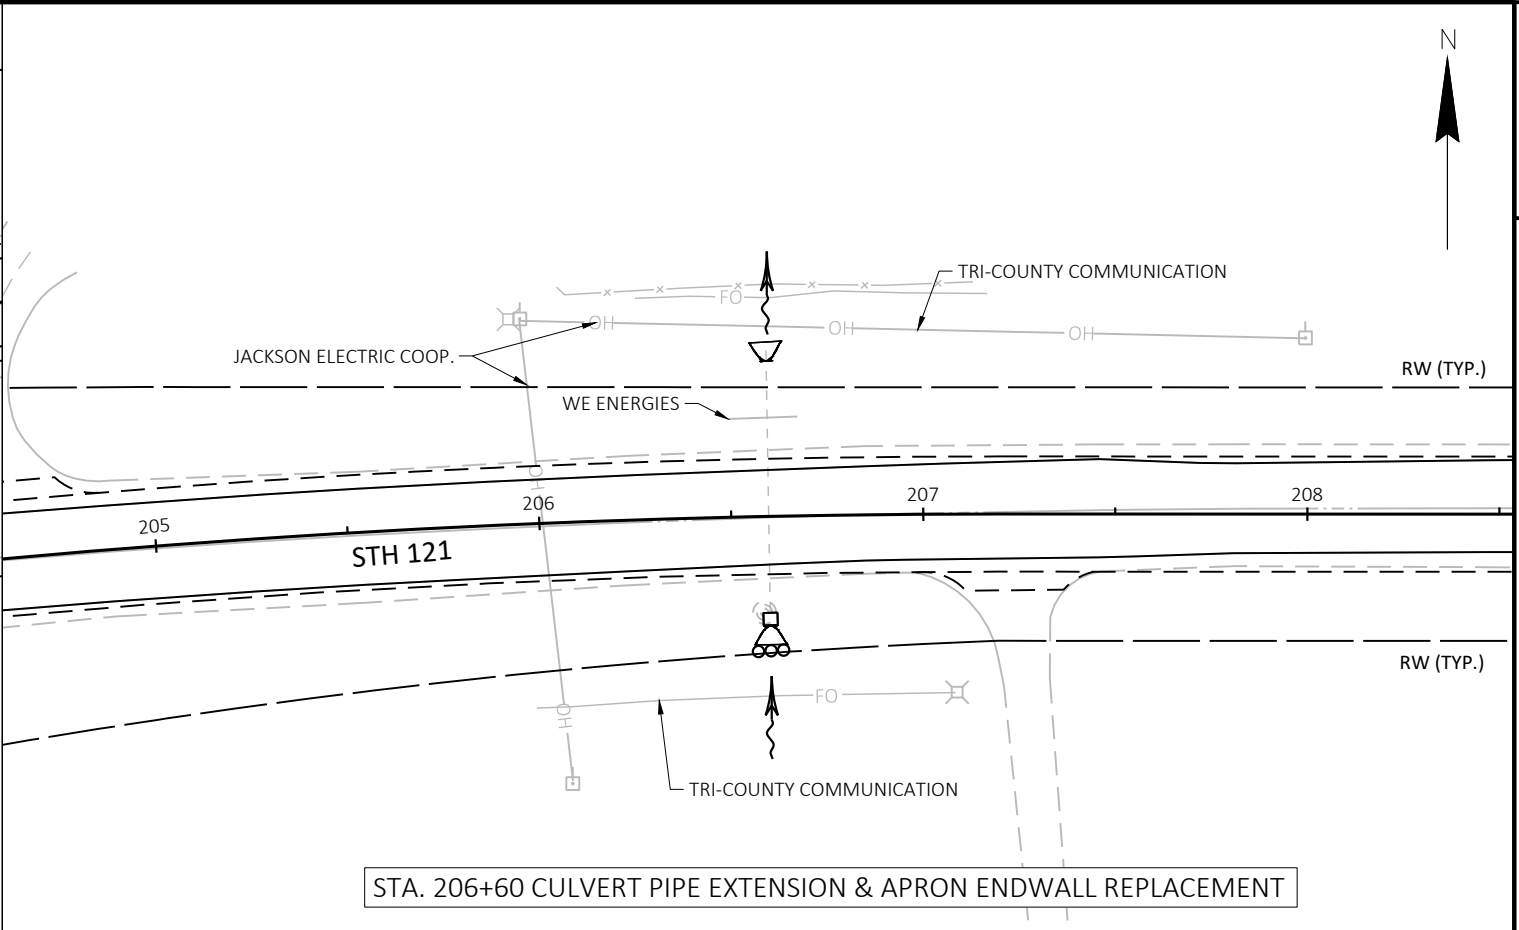 N
TRI-COUNTY COMMUNICATION
FO
OH
OH
OH
JACKSON ELECTRIC COOP.
RW (TYP.)
WE ENERGIES
OH
205
206
207
208
STH 121
RW (TYP.)
FO
OH
TRI-COUNTY COMMUNICATION
STA. 206+60 CULVERT PIPE EXTENSION & APRON ENDWALL REPLACEMENT